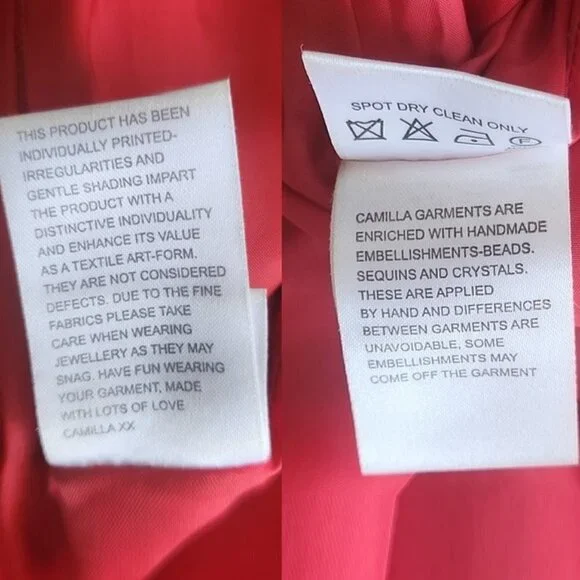 THIS PRODUCT HAS BEEN
INDIVIDUALLY PRINTED-
IRREGULARITIES AND
GENTLE SHADING IMPART
THE PRODUCT WITH A
DISTINCTIVE INDIVIDUALITY
AND ENHANCE ITS VALUE
AS A TEXTILE ART-FORM.
THEY ARE NOT CONSIDERED
DEFECTS. DUE TO THE FINE
FABRICS PLEASE TAKE
CARE WHEN WEARING
JEWELLERY AS THEY MAY
SNAG. HAVE FUN WEARING
YOUR GARMENT, MADE
WITH LOTS OF LOVE
CAMILLA XX
SPOT DRY CLEAN ONLY
CAMILLA GARMENTS ARE
ENRICHED WITH HANDMADE
EMBELLISHMENTS-BEADS.
SEQUINS AND CRYSTALS.
THESE ARE APPLIED
BY HAND AND DIFFERENCES
BETWEEN GARMENTS ARE
UNAVOIDABLE, SOME
EMBELLISHMENTS MAY
COME OFF THE GARMENT